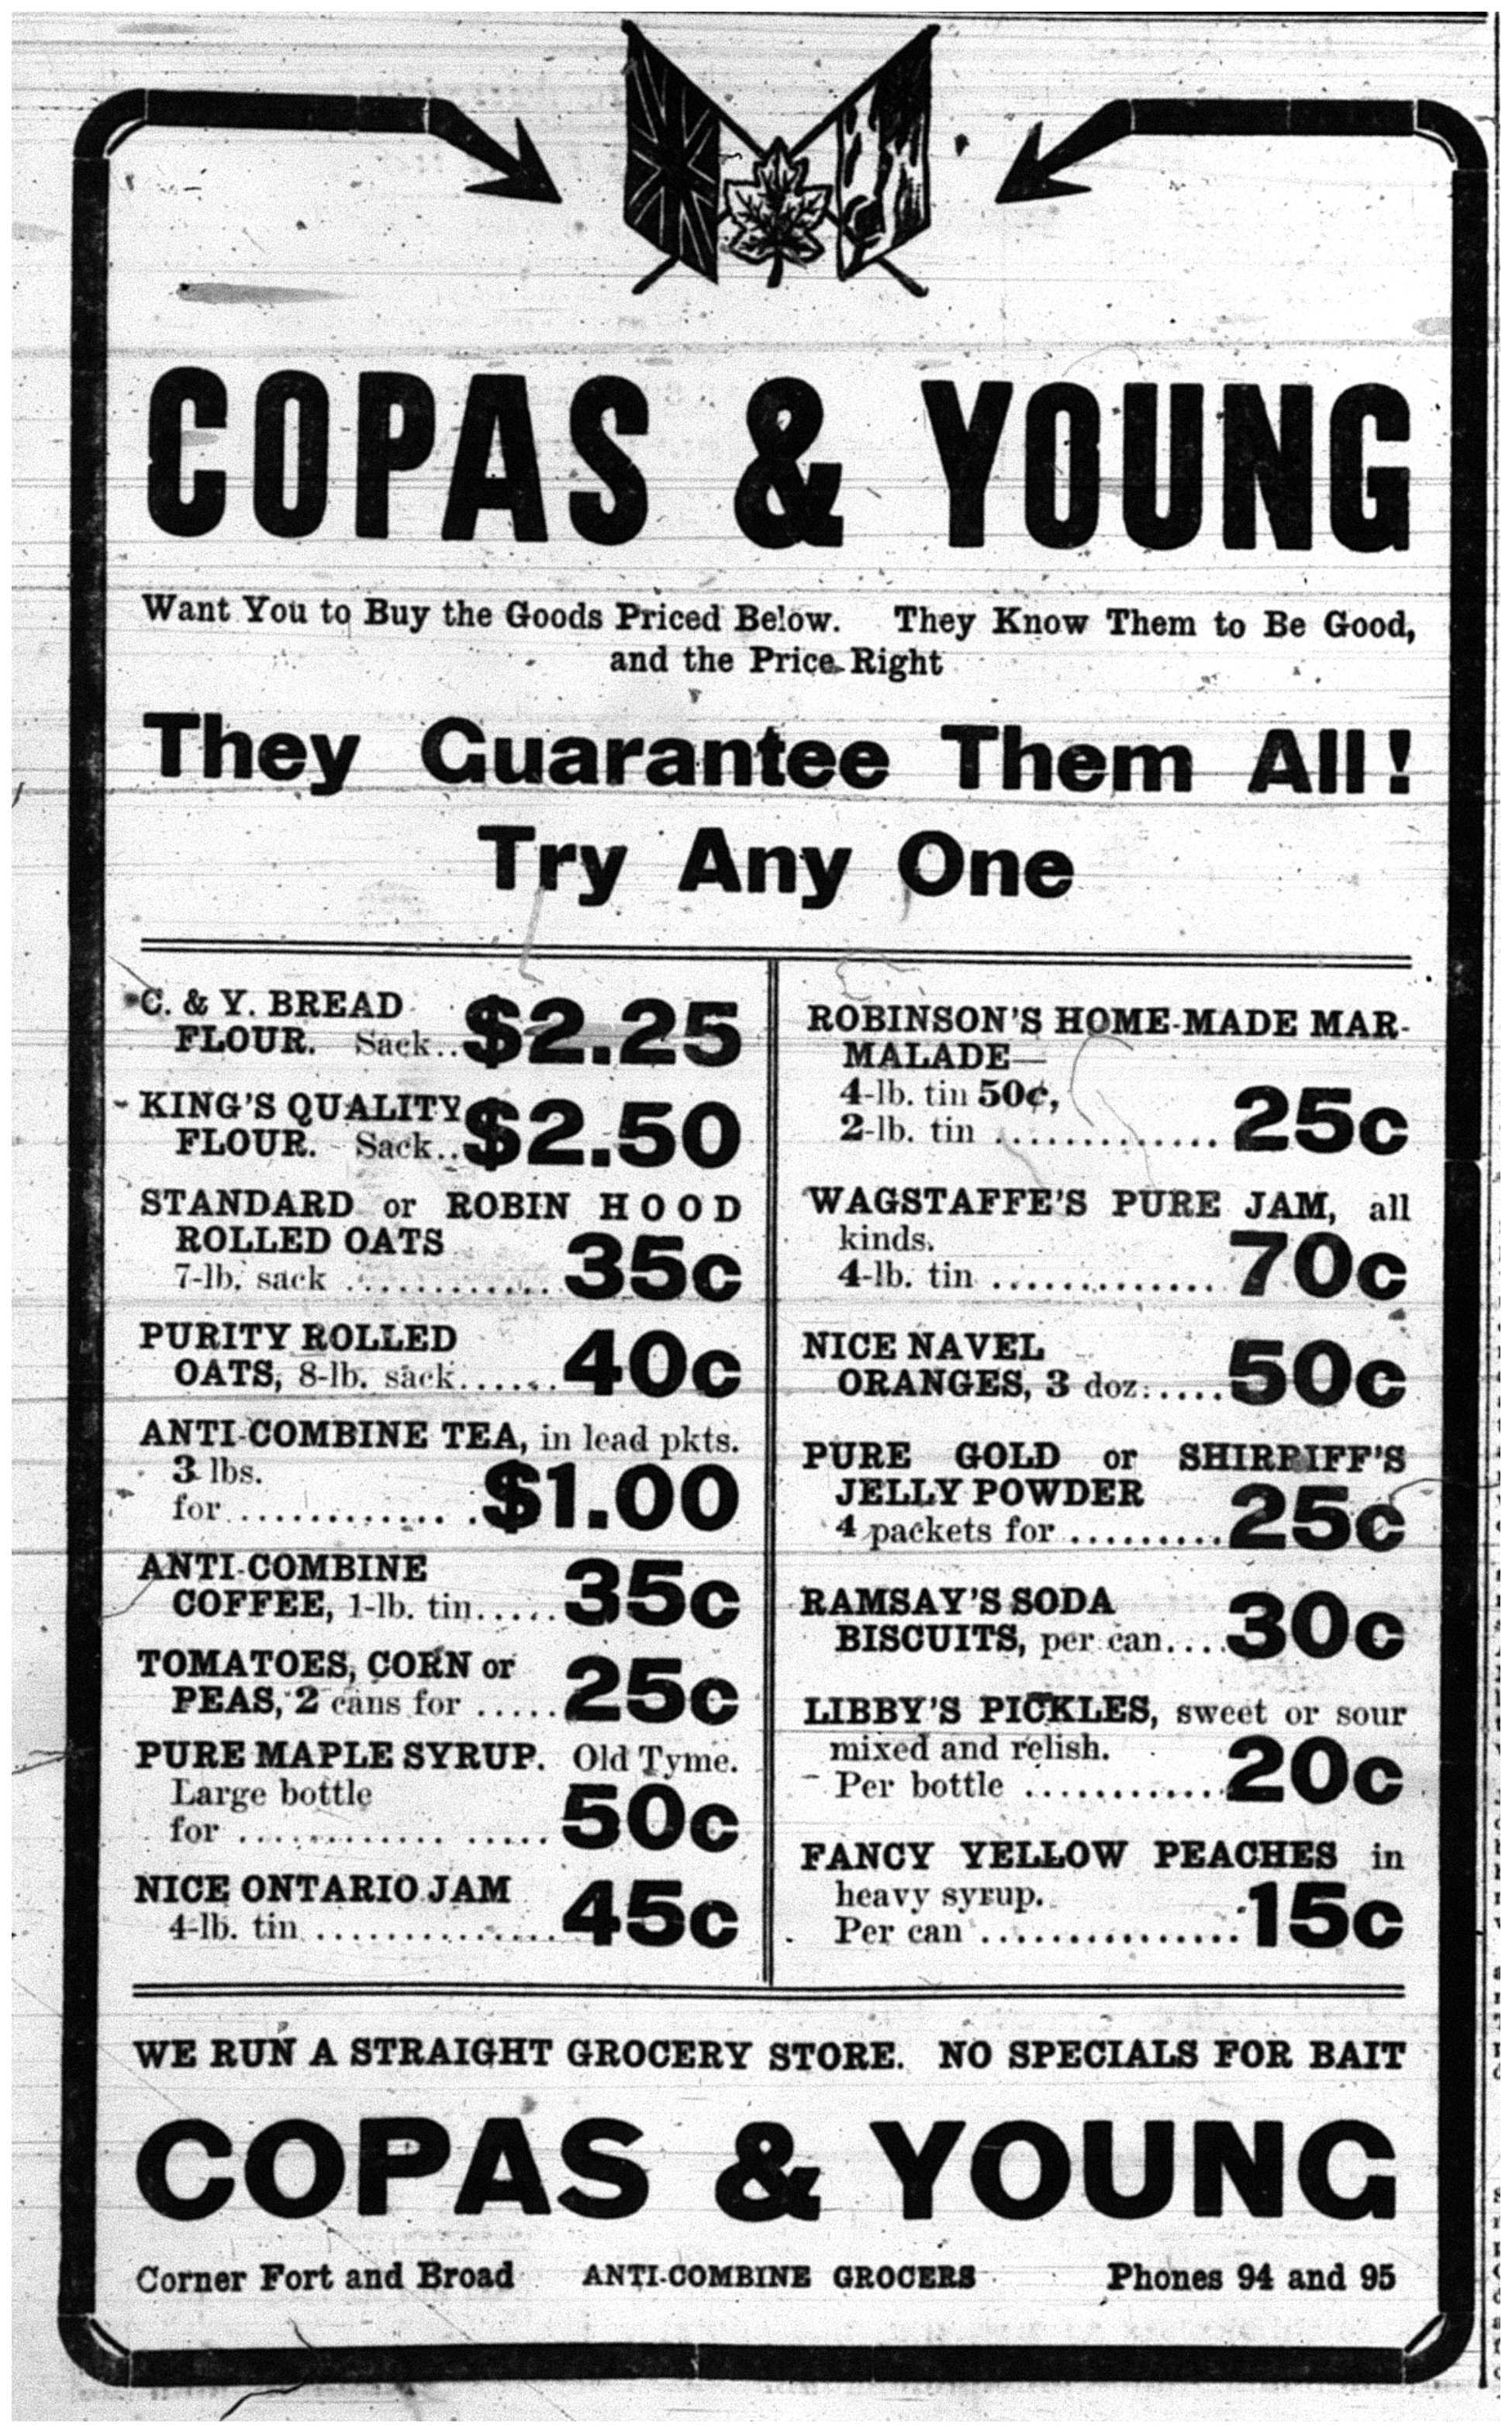 COPAS & YOUNG
Want You to Buy the Goods Priced Below. They Know Them to Be Good,
and the Price Right
They Guarantee Them All!
Try Any One
C. & Y. BREAD
FLOUR. Sack.. $2.25
KING'S QUALITY
FLOUR. Sack.. $2.50
STANDARD or ROBIN HOOD
ROLLED OATS
7-lb. sack ............. 35c
PURITY ROLLED
OATS, 8-lb. sack...... 40c
ANTI-COMBINE TEA, in lead pkts.
3 lbs.
for ............... $1.00
ANTI-COMBINE
COFFEE, 1-lb. tin..... 35c
TOMATOES, CORN or
PEAS, 2 cans for ..... 25c
PURE MAPLE SYRUP. Old Tyme.
Large bottle
for .................. 50c
NICE ONTARIO JAM
4-lb. tin ............... 45c
ROBINSON'S HOME-MADE MAR-
MALADE—
4-lb. tin 50¢,
2-lb. tin .............. 25c
WAGSTAFFE'S PURE JAM, all
kinds.
4-lb. tin .............. 70c
NICE NAVEL
ORANGES, 3 doz...... 50c
PURE GOLD or SHIRRIFF'S
JELLY POWDER
4 packets for ......... 25c
RAMSAY'S SODA
BISCUITS, per can.... 30c
LIBBY'S PICKLES, sweet or sour
mixed and relish.
Per bottle ............ 20c
FANCY YELLOW PEACHES in
heavy syrup.
Per can ................ 15c
WE RUN A STRAIGHT GROCERY STORE. NO SPECIALS FOR BAIT
COPAS & YOUNG
Corner Fort and Broad ANTI-COMBINE GROCERS Phones 94 and 95